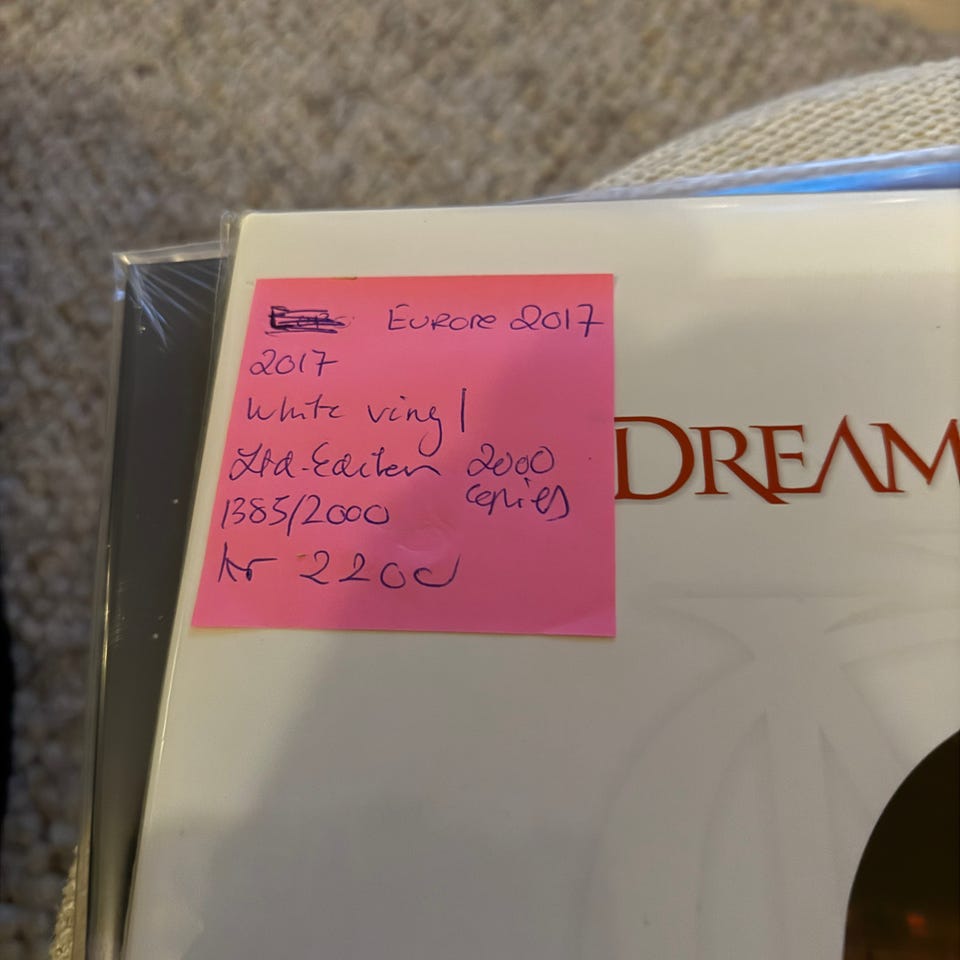 Europe 2017
2017
White vinyl
Ltd. Edition 2000
copies
1385/2000
kr 2200
DREAM